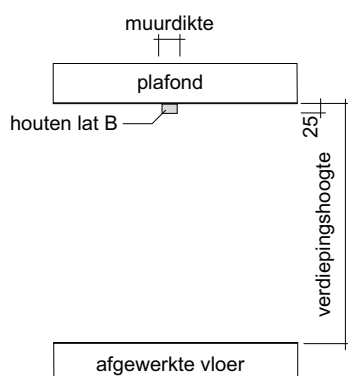 muurdikte
plafond
houten lat B
25
verdiepingshoogte
afgewerkte vloer